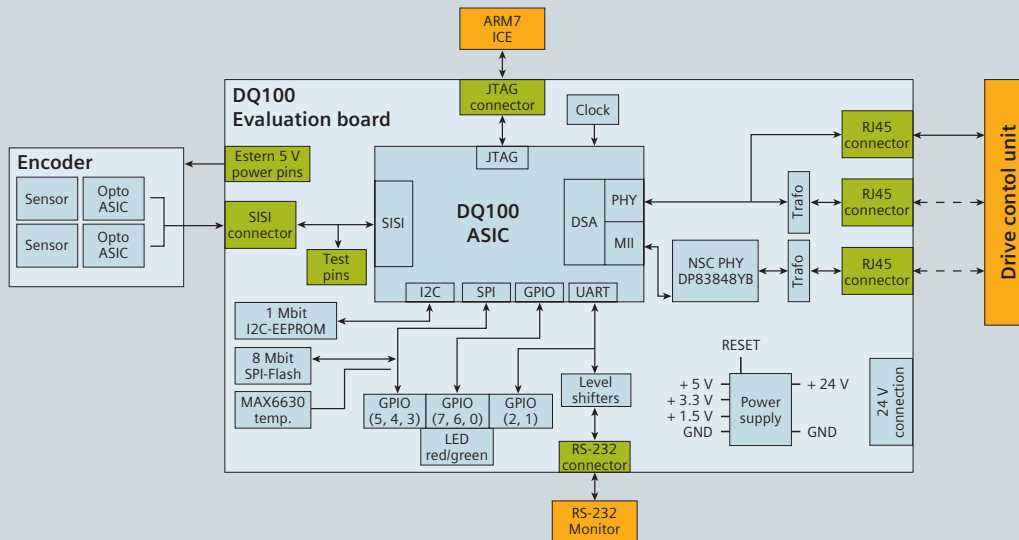 ARM7
ICE
DQ100
Evaluation board
JTAG
connector
Clock
RJ45
connector
Encoder
Estern 5 V
power pins
JTAG
Sensor
Opto
ASIC
SISI
connector
SISI
DQ100
ASIC
DSA
PHY
MII
Trafo
RJ45
connector
Drive contol unit
Sensor
Opto
ASIC
Test
pins
NSC PHY
DP83848YB
Trafo
RJ45
connector
I2C
SPI
GPIO
UART
1 Mbit
I2C-EEPROM
8 Mbit
SPI-Flash
MAX6630
temp.
GPIO
(5, 4, 3)
GPIO
(7, 6, 0)
GPIO
(2, 1)
LED
red/green
Level
shifters
RESET
+ 5 V
+ 3.3 V
+ 1.5 V
GND
Power
supply
+ 24 V
GND
24 V
connection
RS-232
connector
RS-232
Monitor